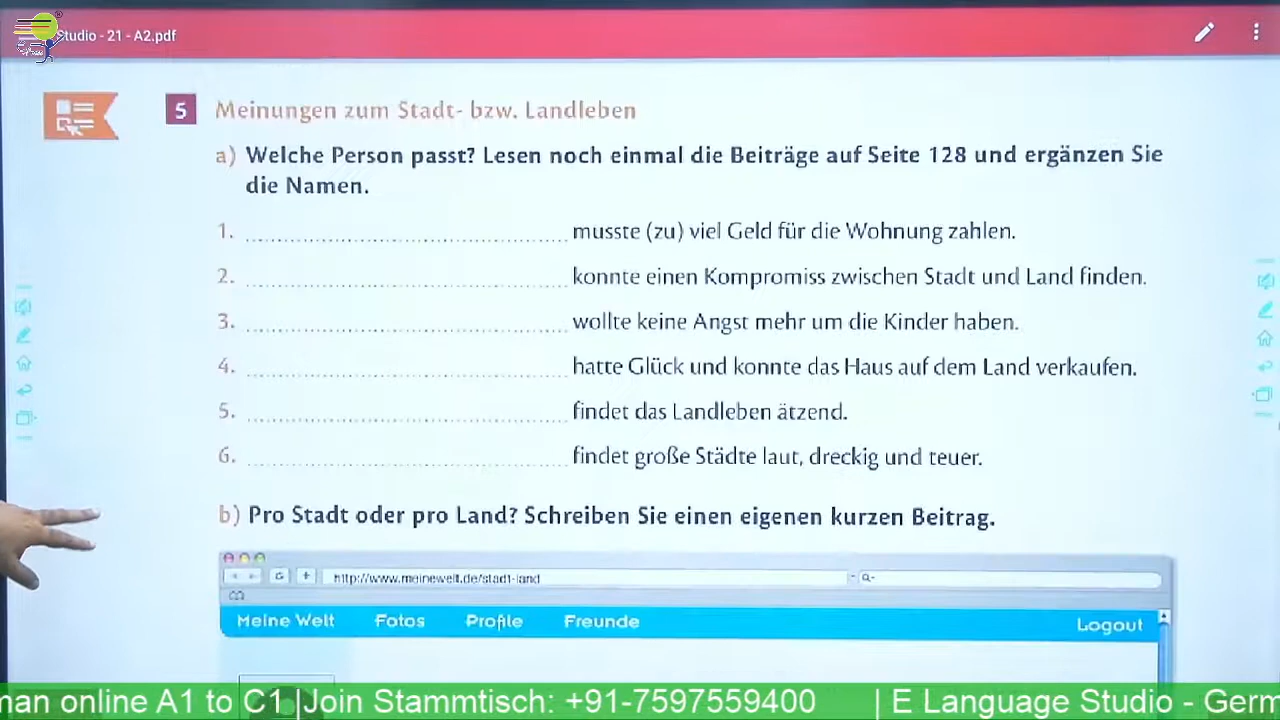 Studio - 21 - A2.pdf
5 Meinungen zum Stadt- bzw. Landleben
a) Welche Person passt? Lesen noch einmal die Beiträge auf Seite 128 und ergänzen Sie
die Namen.
1. musste (zu) viel Geld für die Wohnung zahlen.
2. konnte einen Kompromiss zwischen Stadt und Land finden.
3. wollte keine Angst mehr um die Kinder haben.
4. hatte Glück und konnte das Haus auf dem Land verkaufen.
5. findet das Landleben ätzend.
6. findet große Städte laut, dreckig und teuer.
b) Pro Stadt oder pro Land? Schreiben Sie einen eigenen kurzen Beitrag.
http://www.meinewelt.de/stadt-land
Meine Welt Fotos Profile Freunde Logout
man online A1 to C1 |Join Stammtisch: +91-7597559400 | E Language Studio - Germ